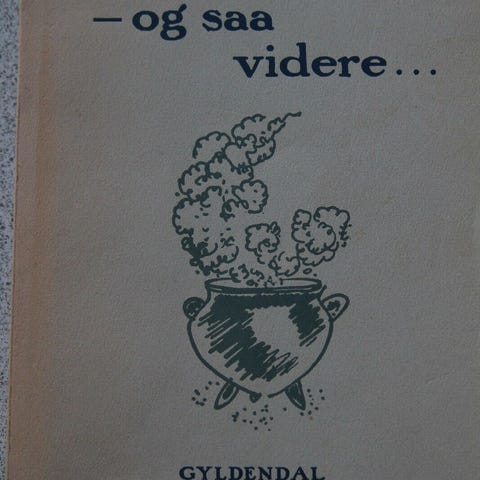 – og saa
videre...
GYLDENDAL